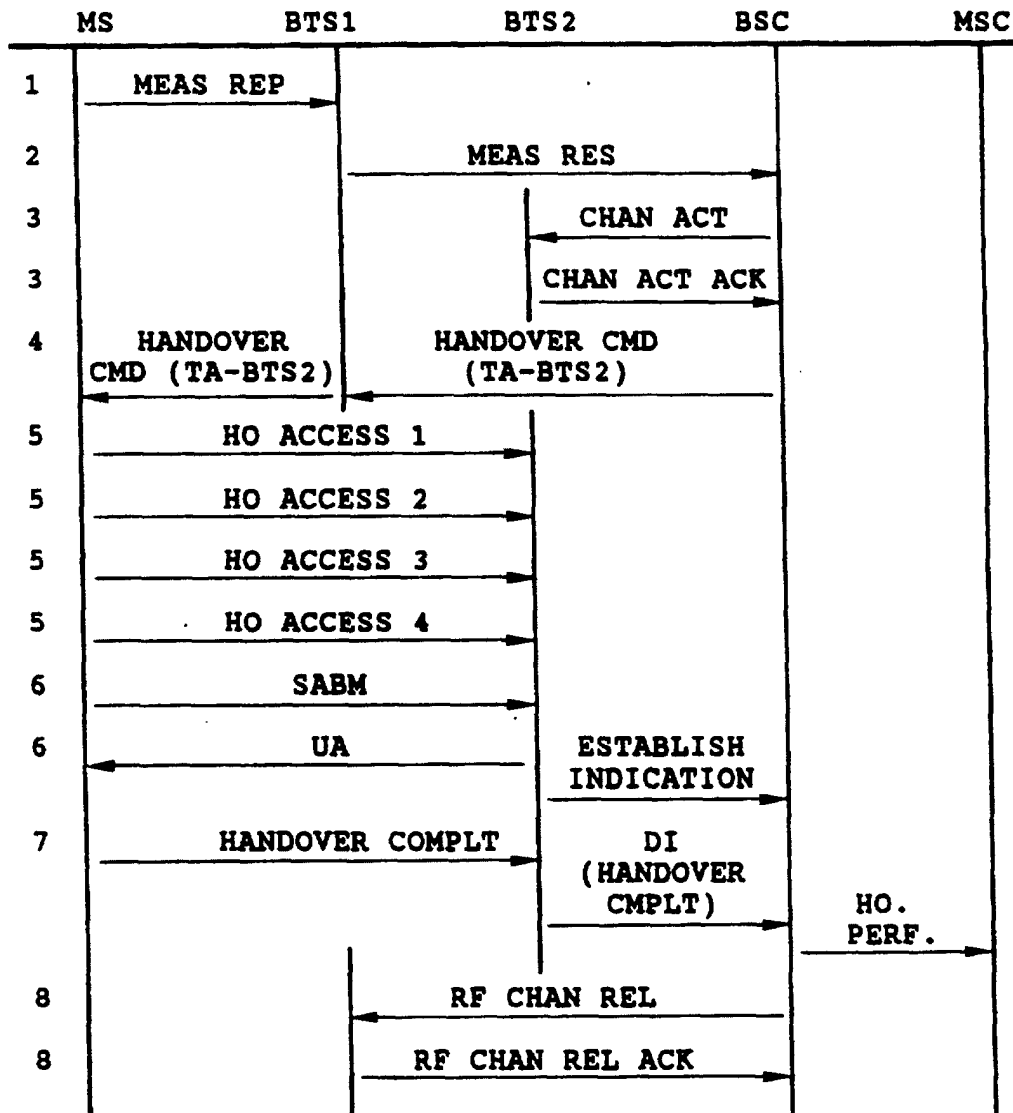 MS BTS1 BTS2 BSC MSC
1 MEAS REP
2 MEAS RES
3 CHAN ACT
3 CHAN ACT ACK
4 HANDOVER HANDOVER CMD
CMD (TA-BTS2) (TA-BTS2)
5 HO ACCESS 1
5 HO ACCESS 2
5 HO ACCESS 3
5 HO ACCESS 4
6 SABM
6 UA ESTABLISH
INDICATION
7 HANDOVER COMPLT DI
(HANDOVER
CMPLT) HO.
PERF.
8 RF CHAN REL
8 RF CHAN REL ACK